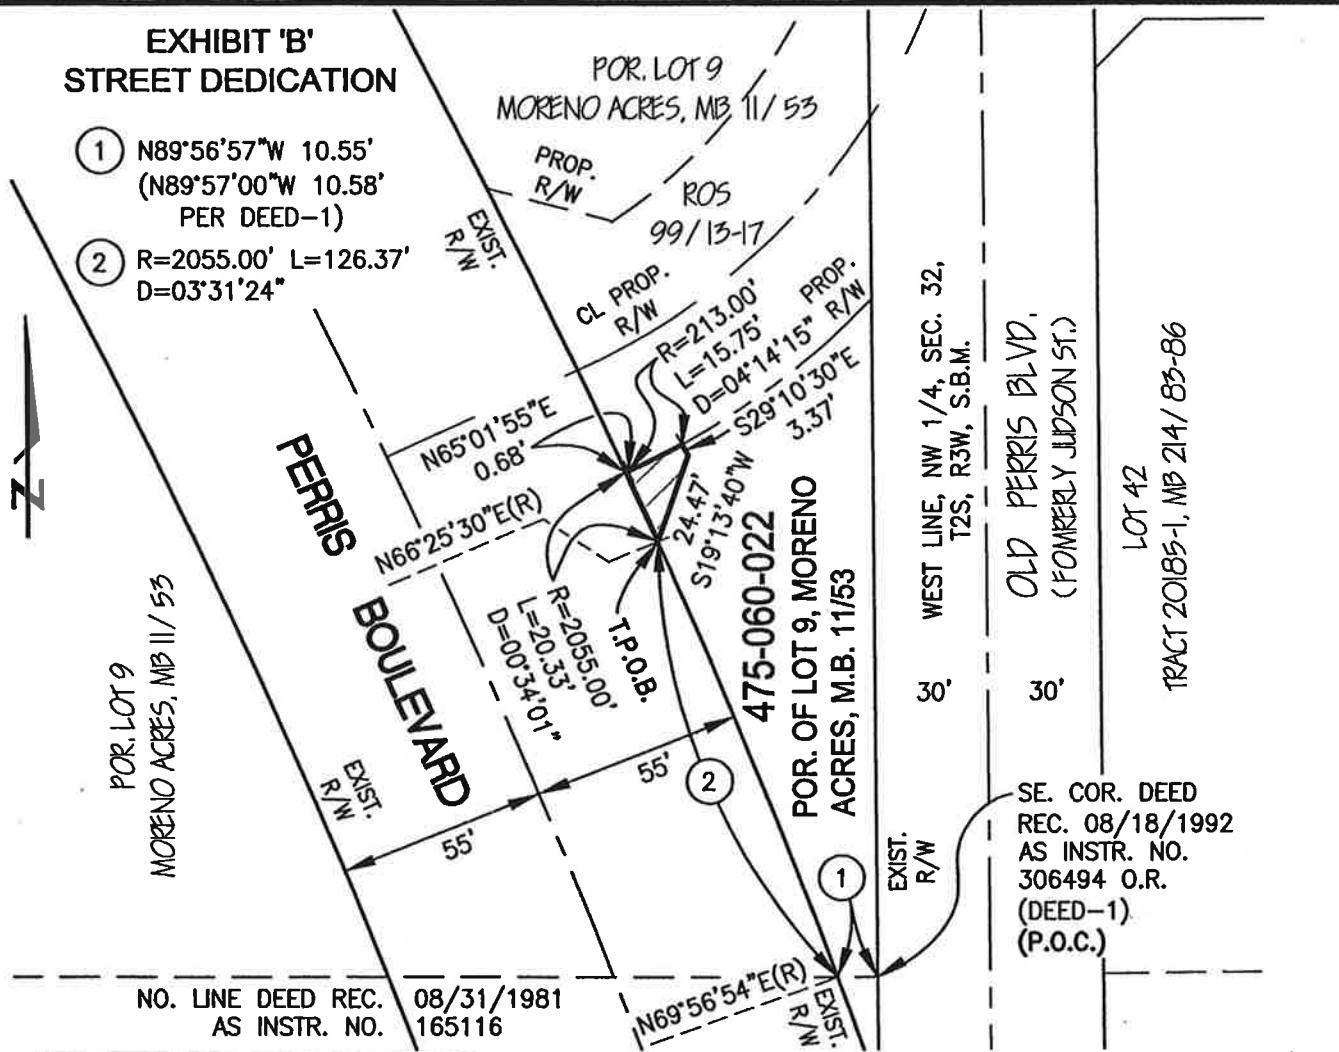 EXHIBIT 'B'
STREET DEDICATION
1 N89°56'57"W 10.55'
(N89°57'00"W 10.58'
PER DEED-1)
2 R=2055.00' L=126.37'
D=03°31'24"
POR. LOT 9
MORENO ACRES, MB 11/53
PROP.
R/W
ROS
99/13-17
EXIST.
R/W
CL PROP.
R/W
PROP.
R/W
R=213.00'
L=15.75'
D=04°14'15"
S29°10'30"E
3.37'
N65°01'55"E
0.68'
N66°25'30"E(R)
24.47'
S19°13'40"W
R=2055.00'
L=20.33'
D=00°34'01"
T.P.O.B.
N
PERRIS
BOULEVARD
POR. LOT 9
MORENO ACRES, MB 11/53
EXIST.
R/W
55'
55'
2
475-060-022
POR. OF LOT 9, MORENO
ACRES, M.B. 11/53
1
WEST LINE, NW 1/4, SEC. 32,
T2S, R3W, S.B.M.
OLD PERRIS BLVD.
(FOMRERLY JUDSON ST.)
30'
30'
LOT 42
TRACT 20185-1, MB 214/83-86
EXIST.
R/W
SE. COR. DEED
REC. 08/18/1992
AS INSTR. NO.
306494 O.R.
(DEED-1)
(P.O.C.)
NO. LINE DEED REC. 08/31/1981
AS INSTR. NO. 165116
N69°56'54"E(R)
EXIST.
R/W